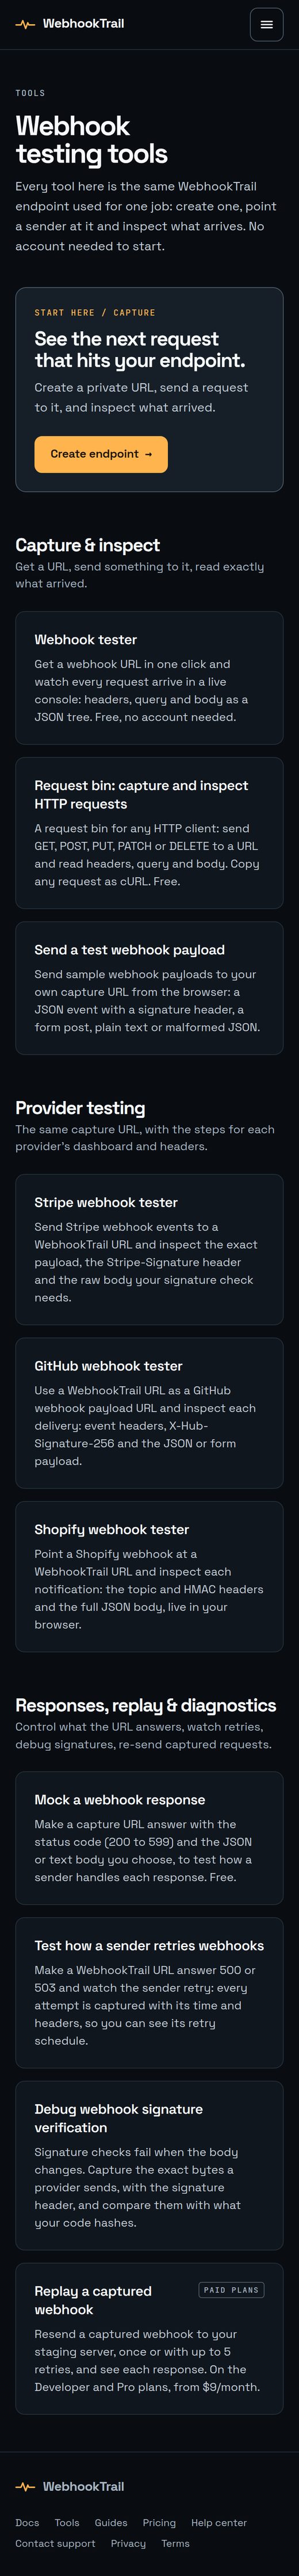 WebhookTrail
TOOLS
Webhook
testing tools
Every tool here is the same WebhookTrail
endpoint used for one job: create one, point
a sender at it and inspect what arrives. No
account needed to start.
START HERE / CAPTURE
See the next request
that hits your endpoint.
Create a private URL, send a request
to it, and inspect what arrived.
Create endpoint →
Capture & inspect
Get a URL, send something to it, read exactly
what arrived.
Webhook tester
Get a webhook URL in one click and
watch every request arrive in a live
console: headers, query and body as a
JSON tree. Free, no account needed.
Request bin: capture and inspect
HTTP requests
A request bin for any HTTP client: send
GET, POST, PUT, PATCH or DELETE to a URL
and read headers, query and body. Copy
any request as cURL. Free.
Send a test webhook payload
Send sample webhook payloads to your
own capture URL from the browser: a
JSON event with a signature header, a
form post, plain text or malformed JSON.
Provider testing
The same capture URL, with the steps for each
provider's dashboard and headers.
Stripe webhook tester
Send Stripe webhook events to a
WebhookTrail URL and inspect the exact
payload, the Stripe-Signature header
and the raw body your signature check
needs.
GitHub webhook tester
Use a WebhookTrail URL as a GitHub
webhook payload URL and inspect each
delivery: event headers, X-Hub-
Signature-256 and the JSON or form
payload.
Shopify webhook tester
Point a Shopify webhook at a
WebhookTrail URL and inspect each
notification: the topic and HMAC headers
and the full JSON body, live in your
browser.
Responses, replay & diagnostics
Control what the URL answers, watch retries,
debug signatures, re-send captured requests.
Mock a webhook response
Make a capture URL answer with the
status code (200 to 599) and the JSON
or text body you choose, to test how a
sender handles each response. Free.
Test how a sender retries webhooks
Make a WebhookTrail URL answer 500 or
503 and watch the sender retry: every
attempt is captured with its time and
headers, so you can see its retry
schedule.
Debug webhook signature
verification
Signature checks fail when the body
changes. Capture the exact bytes a
provider sends, with the signature
header, and compare them with what
your code hashes.
Replay a captured
webhook
PAID PLANS
Resend a captured webhook to your
staging server, once or with up to 5
retries, and see each response. On the
Developer and Pro plans, from $9/month.
WebhookTrail
Docs Tools Guides Pricing Help center
Contact support Privacy Terms